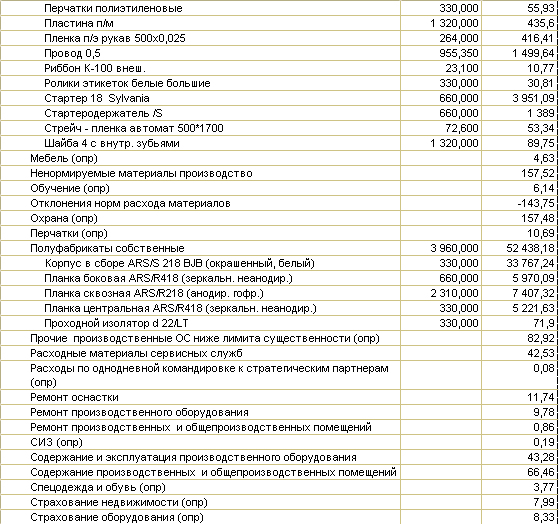 Перчатки полиэтиленовые 330,000 55,93
Пластина п/м 1 320,000 435,6
Пленка п/э рукав 500х0,025 264,000 416,41
Провод 0,5 955,350 1 499,64
Риббон К-100 внеш. 23,100 10,77
Ролики этикеток белые большие 330,000 30,81
Стартер 18 Sylvania 660,000 3 951,09
Стартеродержатель /S 660,000 1 389
Стрейч - пленка автомат 500*1700 72,600 53,34
Шайба 4 с внутр. зубьями 1 320,000 89,75
Мебель (опр) 4,63
Ненормируемые материалы производство 157,52
Обучение (опр) 6,14
Отклонения норм расхода материалов -143,75
Охрана (опр) 157,48
Перчатки (опр) 10,69
Полуфабрикаты собственные 3 960,000 52 438,18
Корпус в сборе ARS/S 218 BJB (окрашенный, белый) 330,000 33 767,24
Планка боковая ARS/R418 (зеркальн. неанодир.) 660,000 5 970,09
Планка сквозная ARS/R218 (анодир. гофр.) 2 310,000 7 407,32
Планка центральная ARS/R418 (зеркальн. неанодир.) 330,000 5 221,63
Проходной изолятор d 22/LT 330,000 71,9
Прочие производственные ОС ниже лимита существенности (опр) 82,92
Расходные материалы сервисных служб 42,53
Расходы по однодневной командировке к стратегическим партнерам 0,08
(опр)
Ремонт оснастки 11,74
Ремонт производственного оборудования 9,78
Ремонт производственных и общепроизводственных помещений 0,86
СИЗ (опр) 0,19
Содержание и эксплуатация производственного оборудования 43,28
Содержание производственных и общепроизводственных помещений 66,46
Спецодежда и обувь (опр) 3,77
Страхование недвижимости (опр) 7,99
Страхование оборудования (опр) 8,33